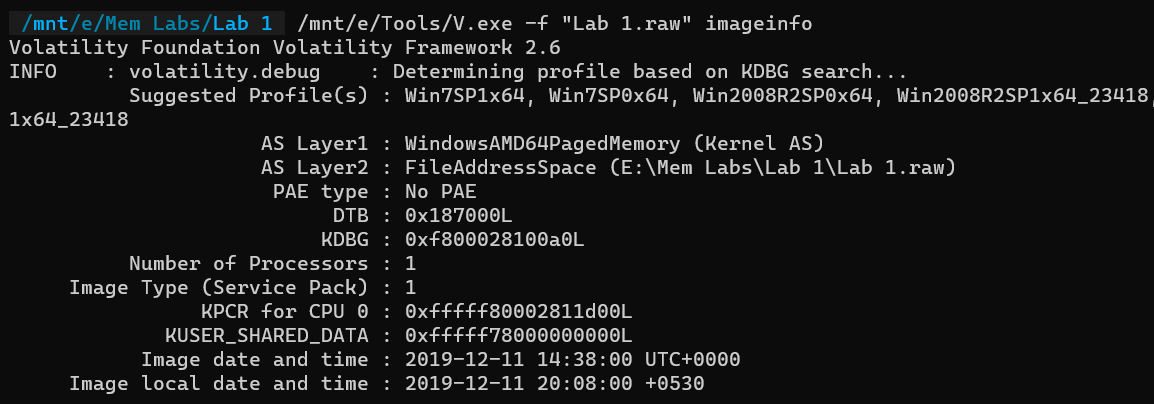 /mnt/e/Mem Labs/Lab 1 /mnt/e/Tools/V.exe -f "Lab 1.raw" imageinfo
Volatility Foundation Volatility Framework 2.6
INFO    : volatility.debug    : Determining profile based on KDBG search...
Suggested Profile(s) : Win7SP1x64, Win7SP0x64, Win2008R2SP0x64, Win2008R2SP1x64_23418,
1x64_23418
AS Layer1 : WindowsAMD64PagedMemory (Kernel AS)
AS Layer2 : FileAddressSpace (E:\Mem Labs\Lab 1\Lab 1.raw)
PAE type : No PAE
DTB : 0x187000L
KDBG : 0xf800028100a0L
Number of Processors : 1
Image Type (Service Pack) : 1
KPCR for CPU 0 : 0xfffff80002811d00L
KUSER_SHARED_DATA : 0xfffff78000000000L
Image date and time : 2019-12-11 14:38:00 UTC+0000
Image local date and time : 2019-12-11 20:08:00 +0530